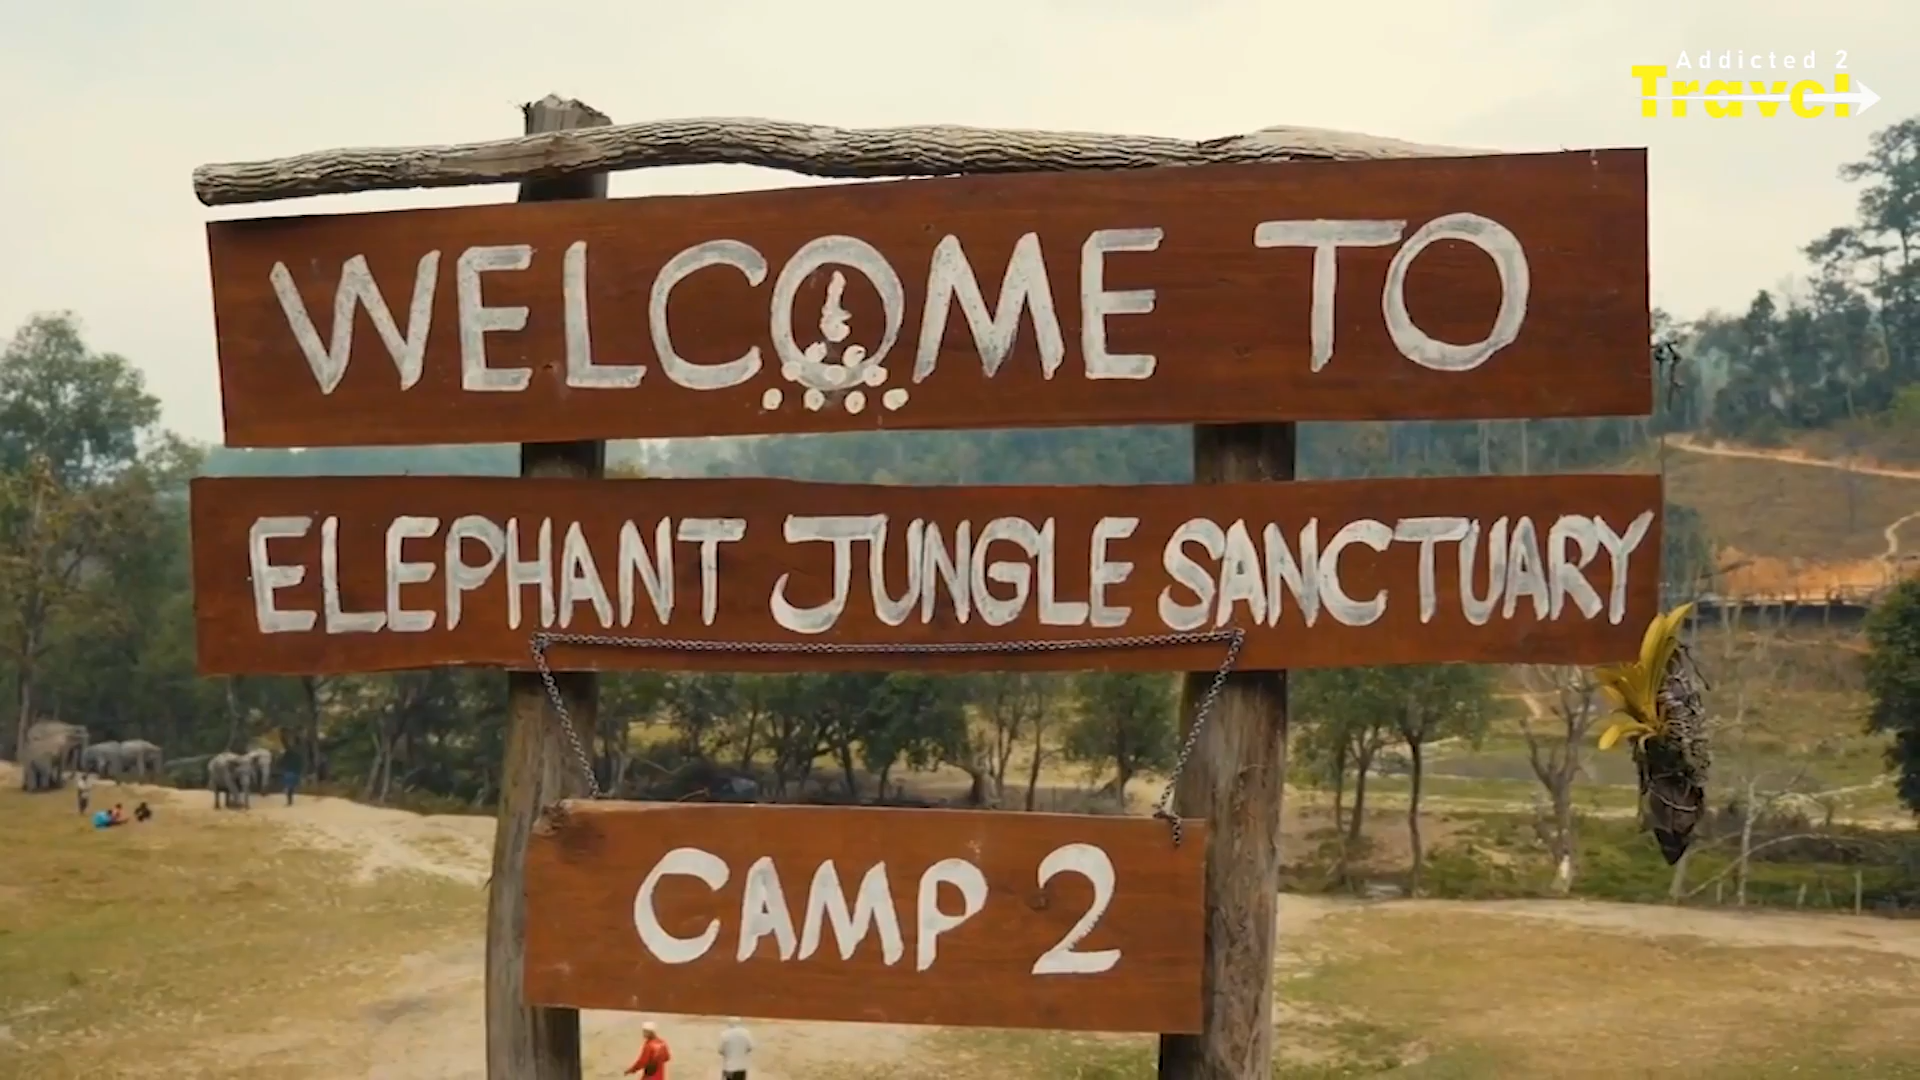 Addicted 2
Travel
WELCOME TO
ELEPHANT JUNGLE SANCTUARY
CAMP 2